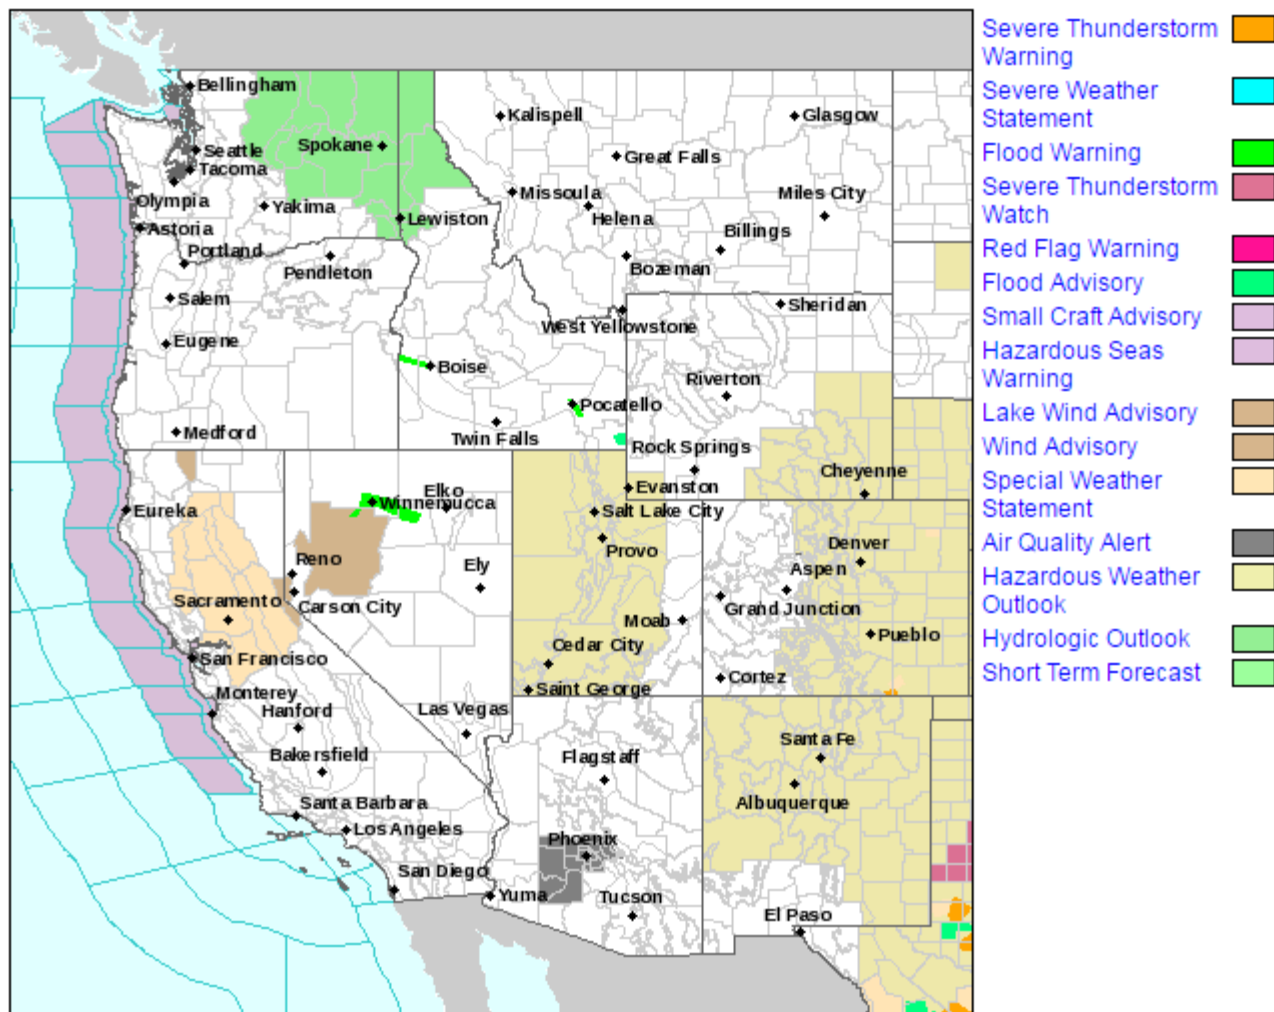 Bellingham
Seattle
Spokane
Tacoma
Olympia
Yakima
Astoria
Portland
Pendleton
Lewiston
Salem
Eugene
Medford
Kalispell
Glasgow
Great Falls
Missoula
Helena
Miles City
Billings
Bozeman
West Yellowstone
Sheridan
Boise
Pocatello
Twin Falls
Riverton
Rock Springs
Cheyenne
Evanston
Eureka
Elko
Winnemucca
Salt Lake City
Provo
Reno
Ely
Carson City
Sacramento
Denver
Aspen
Grand Junction
Moab
Pueblo
Cedar City
San Francisco
Saint George
Cortez
Monterey
Hanford
Las Vegas
Bakersfield
Flagstaff
Santa Fe
Albuquerque
Santa Barbara
Los Angeles
Phoenix
San Diego
Yuma
Tucson
El Paso
Severe Thunderstorm
Warning
Severe Weather
Statement
Flood Warning
Severe Thunderstorm
Watch
Red Flag Warning
Flood Advisory
Small Craft Advisory
Hazardous Seas
Warning
Lake Wind Advisory
Wind Advisory
Special Weather
Statement
Air Quality Alert
Hazardous Weather
Outlook
Hydrologic Outlook
Short Term Forecast